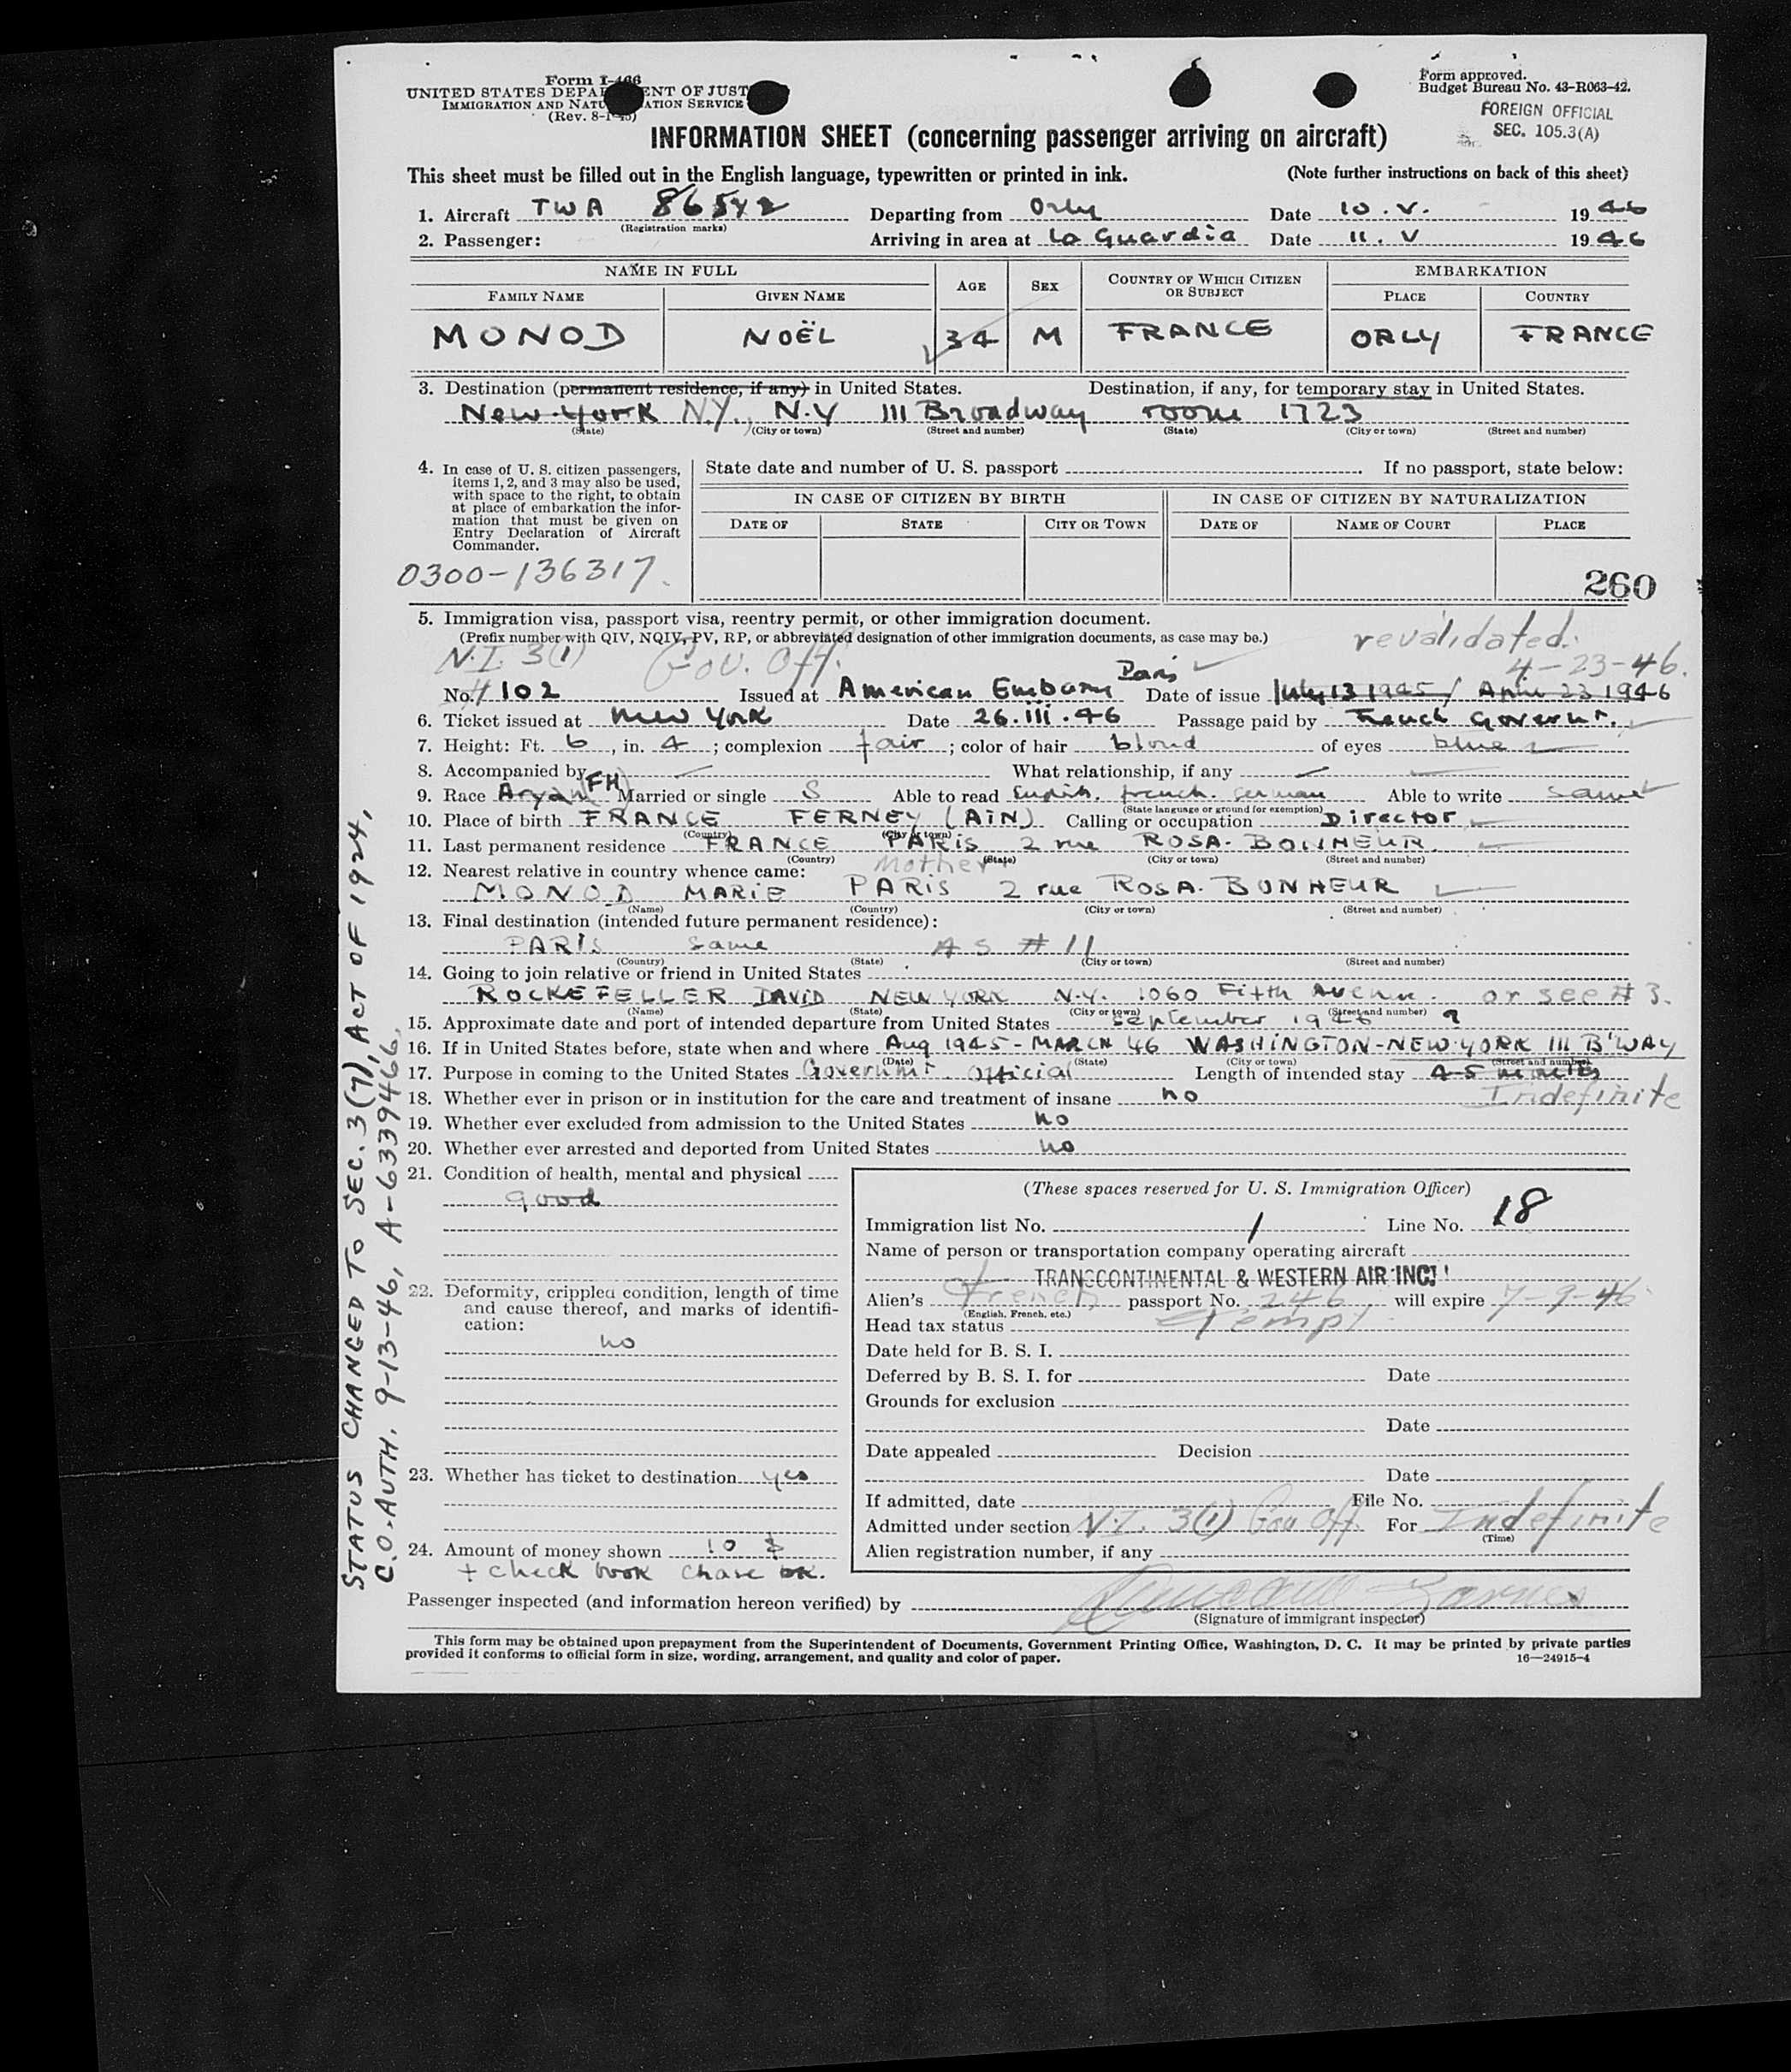 Form I-466
UNITED STATES DEPA ENT OF JUST
IMMIGRATION AND NATU ATION SERVICE
(Rev. 8-1-45)
Form approved.
Budget Bureau No. 43-R063-42.
FOREIGN OFFICIAL
SEC. 105.3(A)
INFORMATION SHEET (concerning passenger arriving on aircraft)
This sheet must be filled out in the English language, typewritten or printed in ink. (Note further instructions on back of this sheet)
1. Aircraft TWA 86542 Departing from Orly Date 10.V. 1946
(Registration marks)
2. Passenger: Arriving in area at La Guardia Date 11.V 1946
NAME IN FULL AGE SEX COUNTRY OF WHICH CITIZEN OR SUBJECT EMBARKATION
FAMILY NAME GIVEN NAME PLACE COUNTRY
MONOD NOËL 34 M FRANCE ORLY FRANCE
3. Destination (permanent residence, if any) in United States. Destination, if any, for temporary stay in United States.
New York N.Y., N.Y 111 Broadway room 1723
(State) (City or town) (Street and number) (State) (City or town) (Street and number)
4. In case of U. S. citizen passengers,
items 1, 2, and 3 may also be used,
with space to the right, to obtain
at place of embarkation the infor-
mation that must be given on
Entry Declaration of Aircraft
Commander.
State date and number of U. S. passport If no passport, state below:
IN CASE OF CITIZEN BY BIRTH IN CASE OF CITIZEN BY NATURALIZATION
DATE OF STATE CITY OR TOWN DATE OF NAME OF COURT PLACE
0300-136317.
260
5. Immigration visa, passport visa, reentry permit, or other immigration document.
(Prefix number with QIV, NQIV, PV, RP, or abbreviated designation of other immigration documents, as case may be.) revalidated.
N.I. 3(1) Gov. Off. 4-23-46.
No. 4102 Issued at American Embassy Paris Date of issue July 13 1945 / April 23 1946
6. Ticket issued at New York Date 26.III.46 Passage paid by French Governt.
7. Height: Ft. 6, in. 4; complexion fair; color of hair blond of eyes blue
8. Accompanied by What relationship, if any
9. Race Aryan (FH) Married or single S Able to read English. French. German Able to write same
(State language or ground for exemption)
10. Place of birth FRANCE FERNEY (AIN) Calling or occupation Director
(Country) (City or town)
11. Last permanent residence FRANCE PARIS 2 rue ROSA. BONHEUR.
(Country) (State) (City or town) (Street and number)
12. Nearest relative in country whence came: Mother
MONOD MARIE PARIS 2 rue ROSA. BONHEUR
(Name) (Country) (City or town) (Street and number)
13. Final destination (intended future permanent residence):
PARIS same AS # 11
(Country) (State) (City or town) (Street and number)
14. Going to join relative or friend in United States
ROCKEFELLER DAVID NEW YORK N.Y. 1060 Fifth Avenue. or see # 3.
(Name) (State) (City or town) (Street and number)
15. Approximate date and port of intended departure from United States September 1946 ?
16. If in United States before, state when and where Aug 1945 - MARCH 46 WASHINGTON-NEW YORK 111 B'WAY
(Date) (State) (City or town) (Street and number)
17. Purpose in coming to the United States Governmt. Official Length of intended stay 4-5 months
18. Whether ever in prison or in institution for the care and treatment of insane no Indefinite
19. Whether ever excluded from admission to the United States no
20. Whether ever arrested and deported from United States no
21. Condition of health, mental and physical
good
22. Deformity, crippled condition, length of time
and cause thereof, and marks of identifi-
cation:
no
23. Whether has ticket to destination yes
24. Amount of money shown 10 $
+ check book Chase bk.
(These spaces reserved for U. S. Immigration Officer)
Immigration list No. 1 Line No. 18
Name of person or transportation company operating aircraft
TRANSCONTINENTAL & WESTERN AIR INC.
Alien's French passport No. 246, will expire 7-9-46
(English, French, etc.)
Head tax status Exempt
Date held for B. S. I.
Deferred by B. S. I. for Date
Grounds for exclusion
Date
Date appealed Decision
Date
If admitted, date File No.
Admitted under section N.I. 3(1) Gov Off. For Indefinite
(Time)
Alien registration number, if any
Passenger inspected (and information hereon verified) by
(Signature of immigrant inspector)
This form may be obtained upon prepayment from the Superintendent of Documents, Government Printing Office, Washington, D. C. It may be printed by private parties
provided it conforms to official form in size, wording, arrangement, and quality and color of paper. 16—24915-4
STATUS CHANGED TO SEC. 3(7), ACT OF 1924,
C.O. AUTH. 9-13-46, A-6339466.